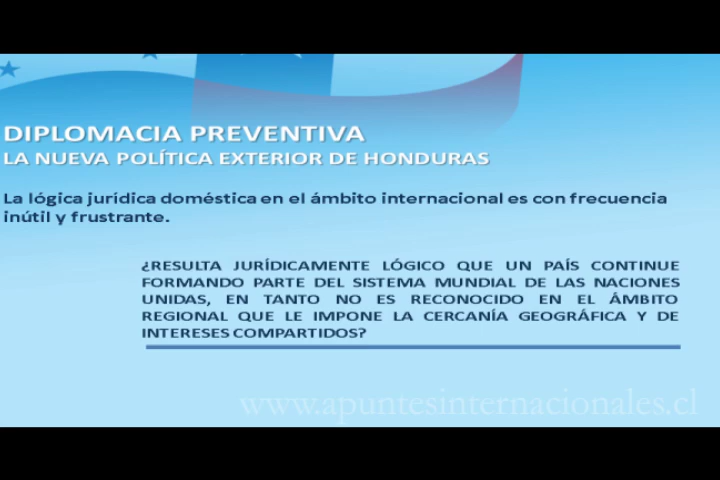 DIPLOMACIA PREVENTIVA
LA NUEVA POLÍTICA EXTERIOR DE HONDURAS
La lógica jurídica doméstica en el ámbito internacional es con frecuencia
inútil y frustrante.
¿RESULTA JURÍDICAMENTE LÓGICO QUE UN PAÍS CONTINUE
FORMANDO PARTE DEL SISTEMA MUNDIAL DE LAS NACIONES
UNIDAS, EN TANTO NO ES RECONOCIDO EN EL ÁMBITO
REGIONAL QUE LE IMPONE LA CERCANÍA GEOGRÁFICA Y DE
INTERESES COMPARTIDOS?
www.apuntesinternacionales.cl